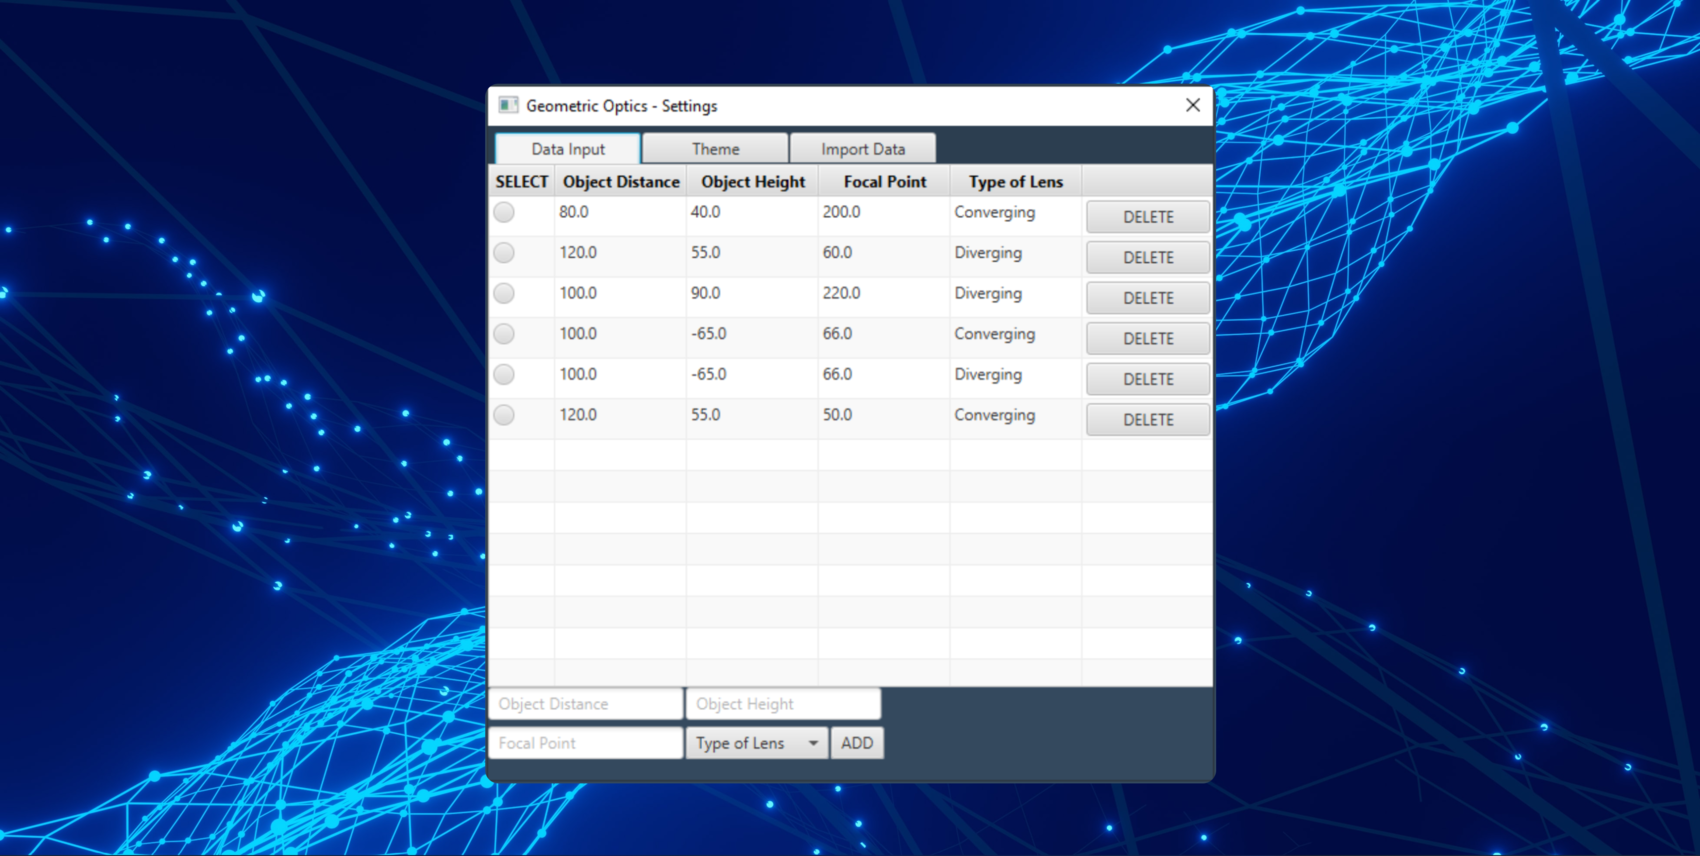 Geometric Optics - Settings
Data Input Theme Import Data
SELECT Object Distance Object Height Focal Point Type of Lens
80.0 40.0 200.0 Converging DELETE
120.0 55.0 60.0 Diverging DELETE
100.0 90.0 220.0 Diverging DELETE
100.0 -65.0 66.0 Converging DELETE
100.0 -65.0 66.0 Diverging DELETE
120.0 55.0 50.0 Converging DELETE
Object Distance Object Height
Focal Point Type of Lens ADD